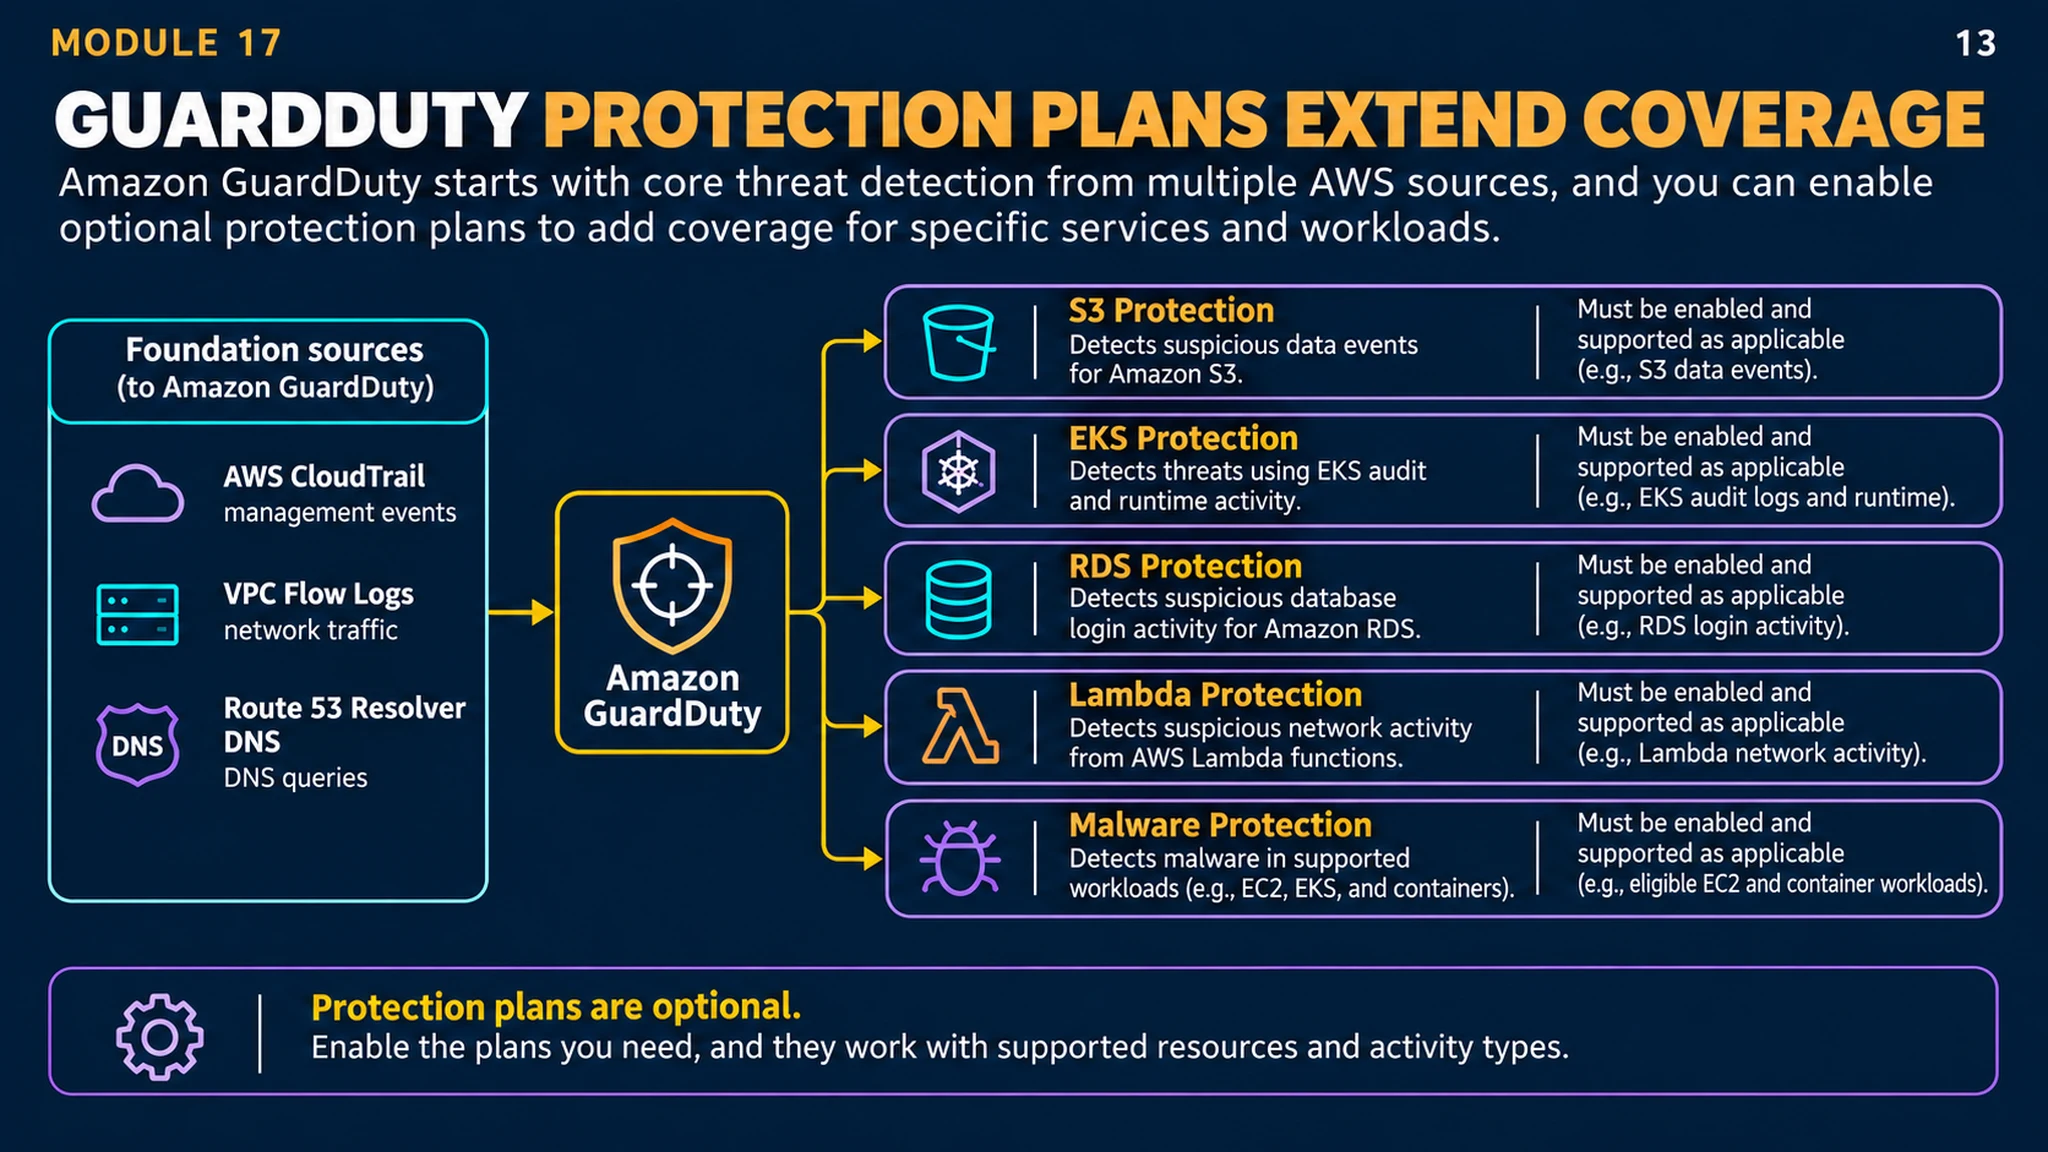 MODULE 17
13
GUARDDUTY PROTECTION PLANS EXTEND COVERAGE
Amazon GuardDuty starts with core threat detection from multiple AWS sources, and you can enable
optional protection plans to add coverage for specific services and workloads.
Foundation sources
(to Amazon GuardDuty)
AWS CloudTrail
management events
VPC Flow Logs
network traffic
DNS
Route 53 Resolver
DNS
DNS queries
Amazon
GuardDuty
S3 Protection
Detects suspicious data events
for Amazon S3.
Must be enabled and
supported as applicable
(e.g., S3 data events).
EKS Protection
Detects threats using EKS audit
and runtime activity.
Must be enabled and
supported as applicable
(e.g., EKS audit logs and runtime).
RDS Protection
Detects suspicious database
login activity for Amazon RDS.
Must be enabled and
supported as applicable
(e.g., RDS login activity).
Lambda Protection
Detects suspicious network activity
from AWS Lambda functions.
Must be enabled and
supported as applicable
(e.g., Lambda network activity).
Malware Protection
Detects malware in supported
workloads (e.g., EC2, EKS, and containers).
Must be enabled and
supported as applicable
(e.g., eligible EC2 and container workloads).
Protection plans are optional.
Enable the plans you need, and they work with supported resources and activity types.